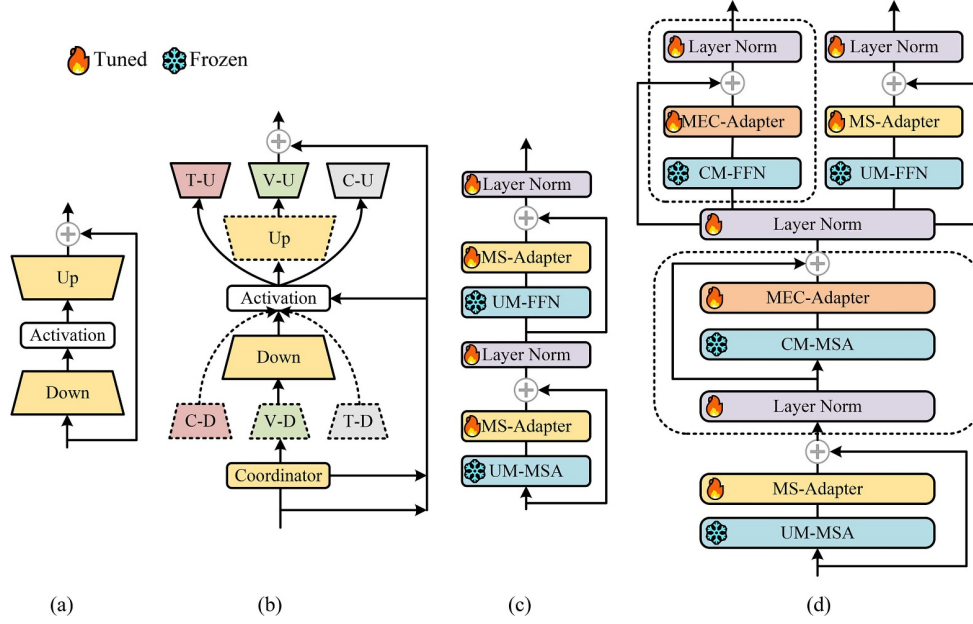 Tuned
Frozen
Up
Activation
Down
(a)
T-U
V-U
C-U
Up
Activation
Down
C-D
V-D
T-D
Coordinator
(b)
Layer Norm
MS-Adapter
UM-FFN
Layer Norm
MS-Adapter
UM-MSA
(c)
Layer Norm
Layer Norm
MEC-Adapter
MS-Adapter
CM-FFN
UM-FFN
Layer Norm
MEC-Adapter
CM-MSA
Layer Norm
MS-Adapter
UM-MSA
(d)